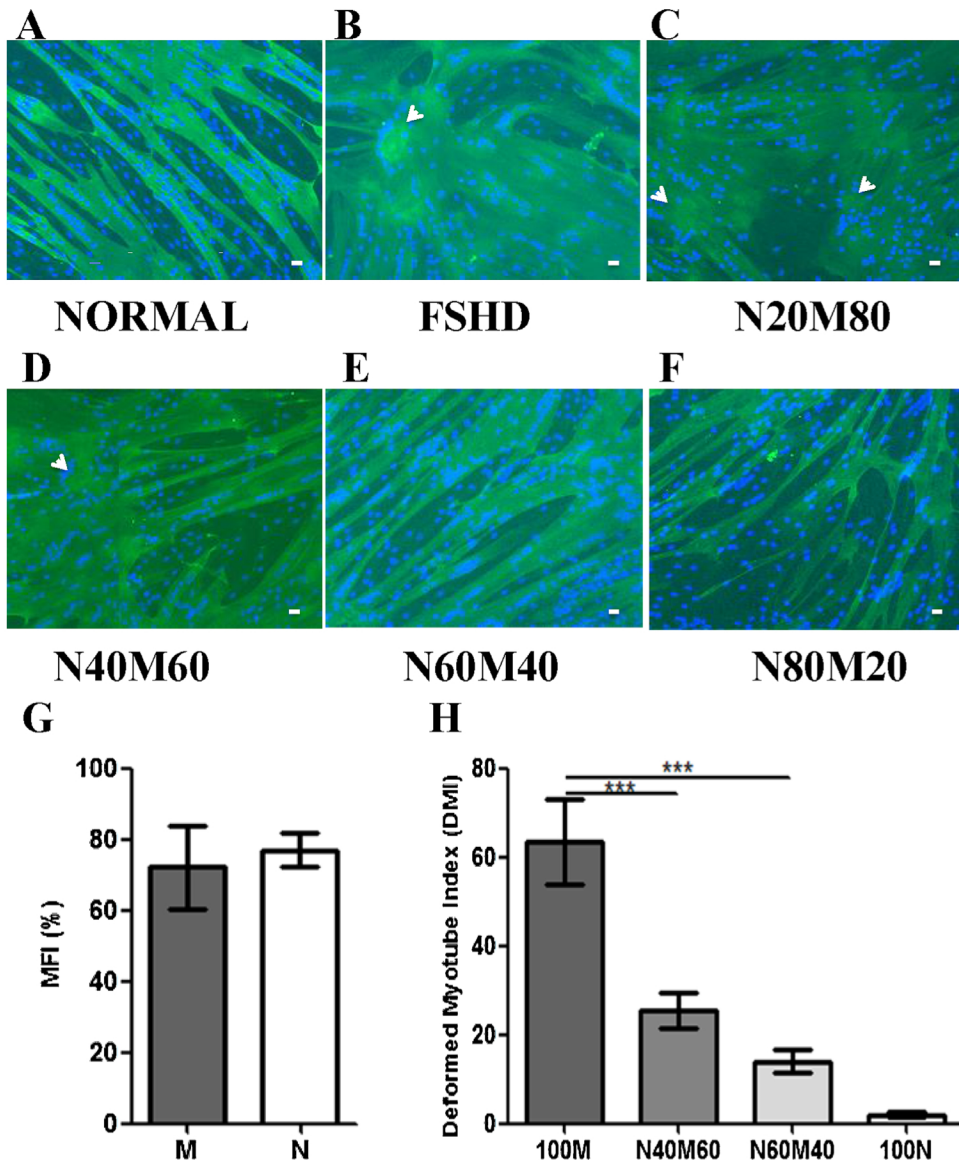 A B C
NORMAL FSHD N20M80
D E F
N40M60 N60M40 N80M20
G H
MFI (%)
100
80
60
40
20
0
M N
Deformed Myotube Index (DMI)
80
60
40
20
0
***
***
100M N40M60 N60M40 100N